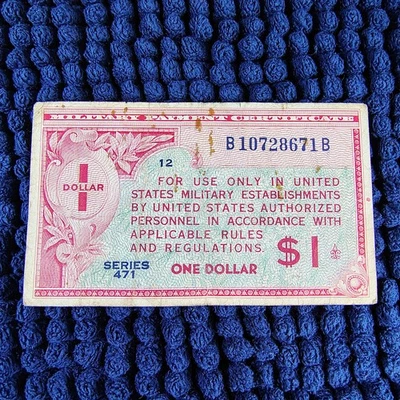 MILITARY PAYMENT CERTIFICATE
B10728671B
12
1
DOLLAR
FOR USE ONLY IN UNITED
STATES MILITARY ESTABLISHMENTS
BY UNITED STATES AUTHORIZED
PERSONNEL IN ACCORDANCE WITH
APPLICABLE RULES
AND REGULATIONS.
SERIES
471
ONE DOLLAR
$1